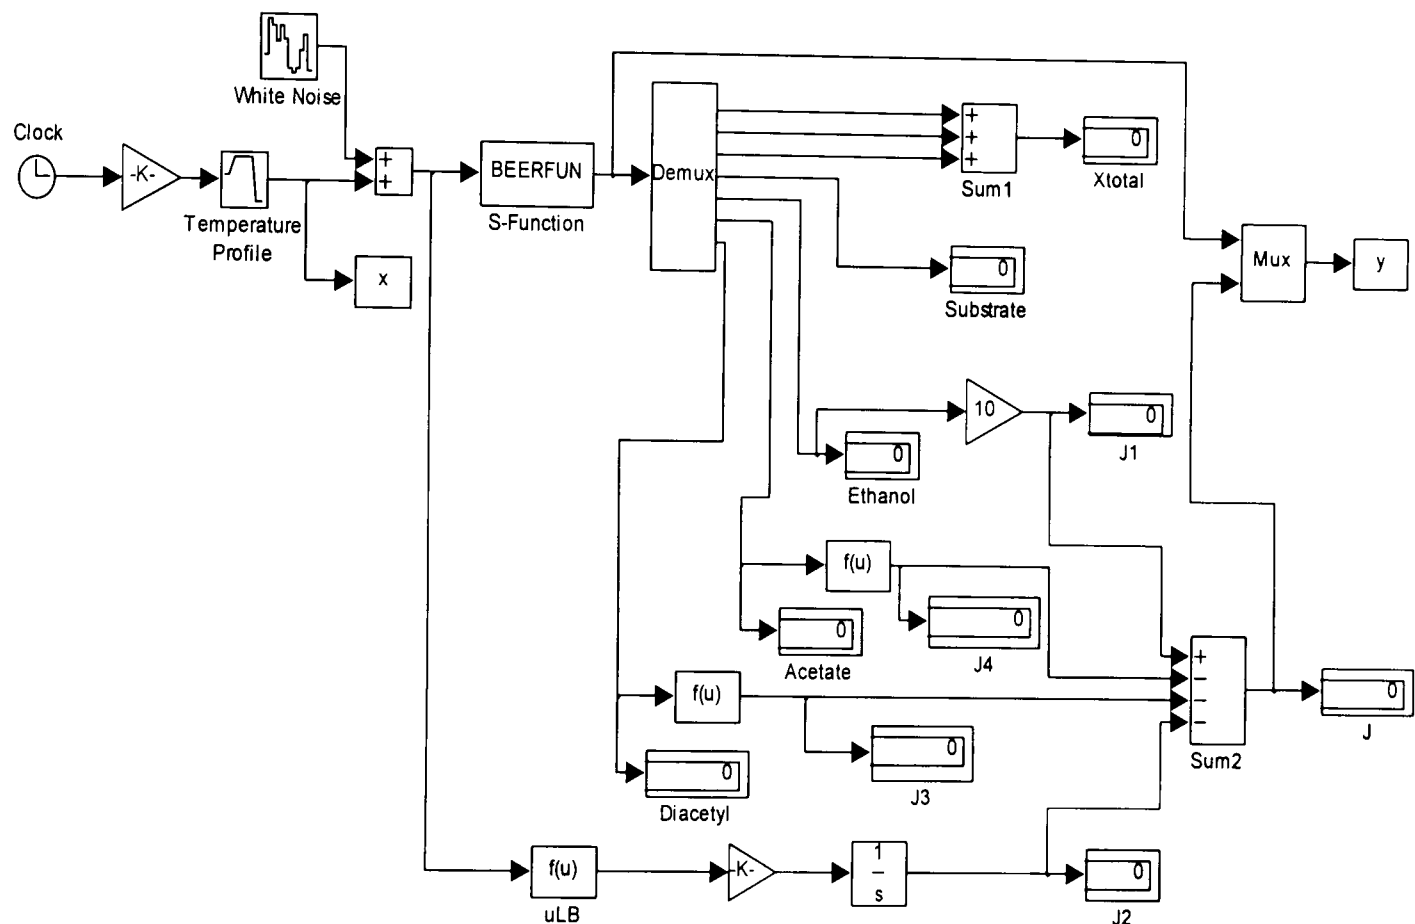 White Noise
Clock
-K-
Temperature
Profile
x
+
+
BEERFUN
S-Function
Demux
+
+
+
Sum1
0
Xtotal
0
Substrate
Mux
y
10
0
J1
0
Ethanol
f(u)
0
J4
0
Acetate
f(u)
0
J3
0
Diacetyl
+
−
−
−
Sum2
0
J
f(u)
uLB
-K-
1
s
0
J2